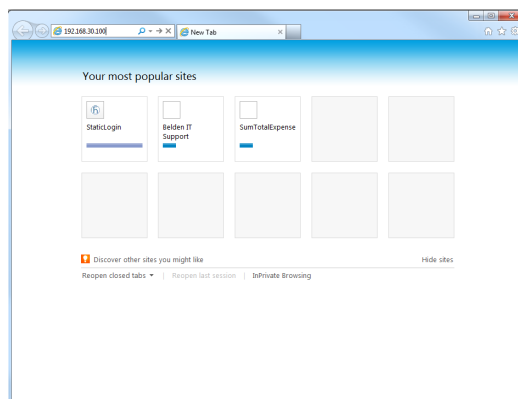 192.168.30.100
New Tab
Your most popular sites
StaticLogin
Belden IT
Support
SumTotalExpense
Discover other sites you might like
Hide sites
Reopen closed tabs
Reopen last session
InPrivate Browsing